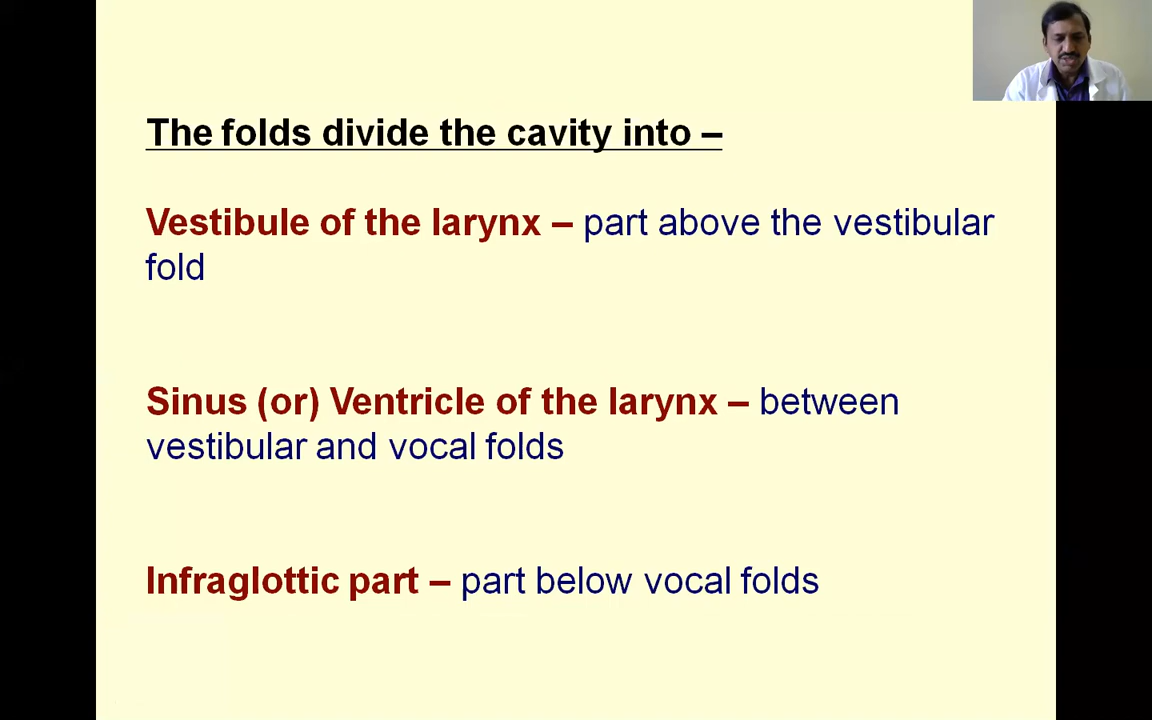 The folds divide the cavity into –
Vestibule of the larynx – part above the vestibular
fold
Sinus (or) Ventricle of the larynx – between
vestibular and vocal folds
Infraglottic part – part below vocal folds